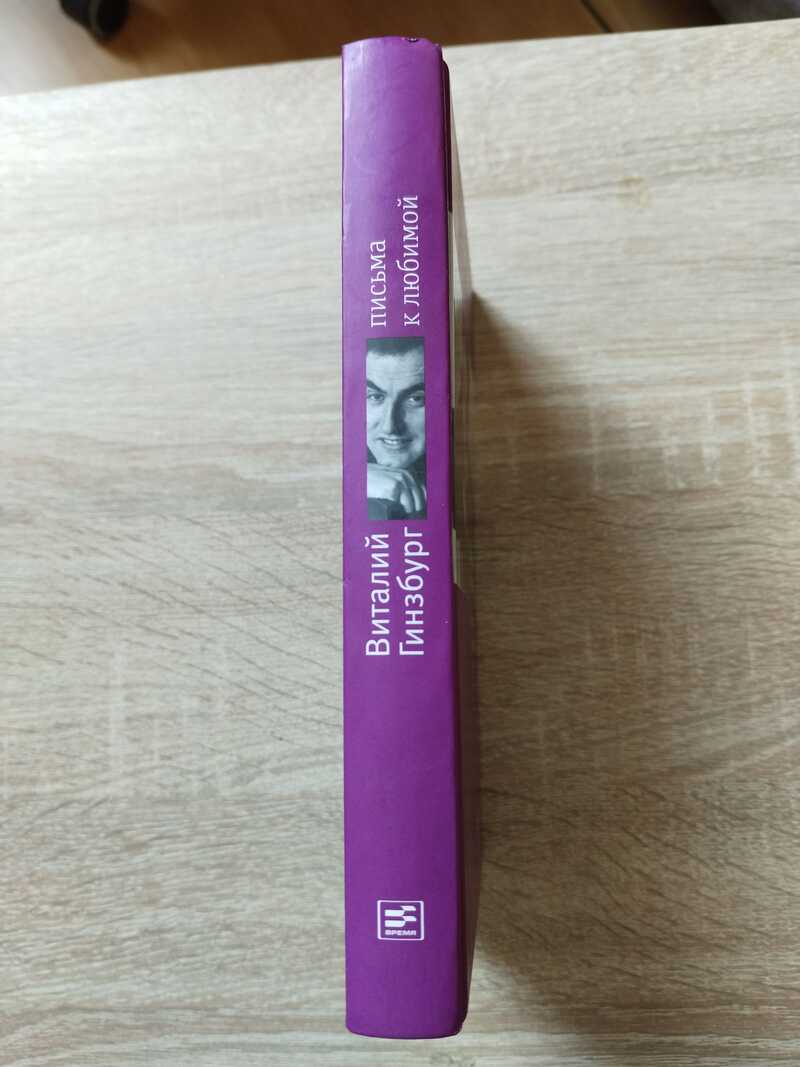 Виталий
Гинзбург
письма
к любимой
ВРЕМЯ